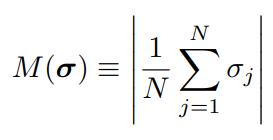 M(σ) ≡ | 1/N ∑_{j=1}^{N} σ_j |